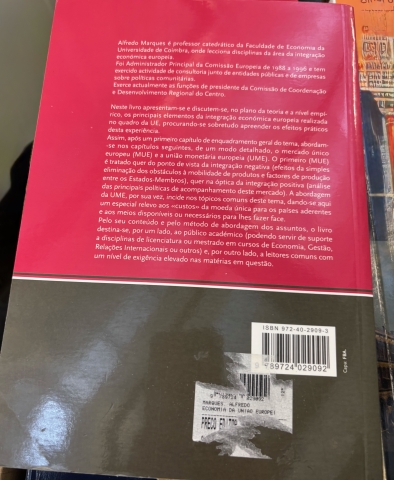 Alfredo Marques é professor catedrático da Faculdade de Economia da
Universidade de Coimbra, onde lecciona disciplinas da área da integração
económica europeia.
Foi Administrador Principal da Comissão Europeia de 1988 a 1996 e tem
exercido actividade de consultoria junto de entidades públicas e de empresas
sobre políticas comunitárias.
Exerce actualmente as funções de presidente da Comissão de Coordenação
e Desenvolvimento Regional do Centro.
Neste livro apresentam-se e discutem-se, no plano da teoria e a nível empí-
rico, os principais elementos da integração económica europeia realizada
no quadro da UE, procurando-se sobretudo apreender os efeitos práticos
desta experiência.
Assim, após um primeiro capítulo de enquadramento geral do tema, abordam-
-se nos capítulos seguintes, de um modo detalhado, o mercado único
europeu (MUE) e a união monetária europeia (UME). O primeiro (MUE)
é tratado quer do ponto de vista da integração negativa (efeitos da simples
eliminação dos obstáculos à mobilidade de produtos e factores de produção
entre os Estados Membros), quer na óptica da integração positiva (análise
das principais políticas de acompanhamento deste mercado). A abordagem
da UME, por sua vez, incide nos tópicos comuns deste tema, dando-se aqui
um especial relevo aos «custos» da moeda única para os países aderentes
e aos meios disponíveis ou necessários para lhes fazer face.
Pelo seu conteúdo e pelo método de abordagem dos assuntos, o livro
destina-se, por um lado, ao público académico (podendo servir de suporte
a disciplinas de licenciatura ou mestrado em cursos de Economia, Gestão,
Relações Internacionais ou outros) e, por outro lado, a leitores comuns com
um nível de exigência elevado nas matérias em questão.
ISBN 972-40-2909-3
9 789724 029092
Capa: FBA.
029092
MARQUES, ALFREDO
ECONOMIA DA UNIAO EUROPEI
PRECO EDITOR